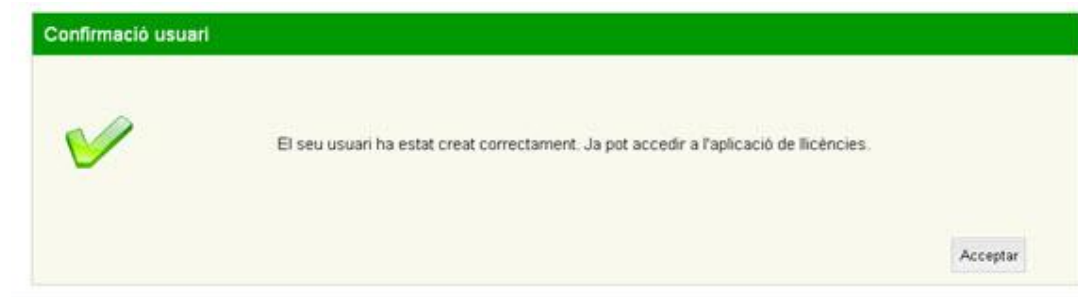 Confirmació usuari
El seu usuari ha estat creat correctament. Ja pot accedir a l'aplicació de llicències.
Acceptar